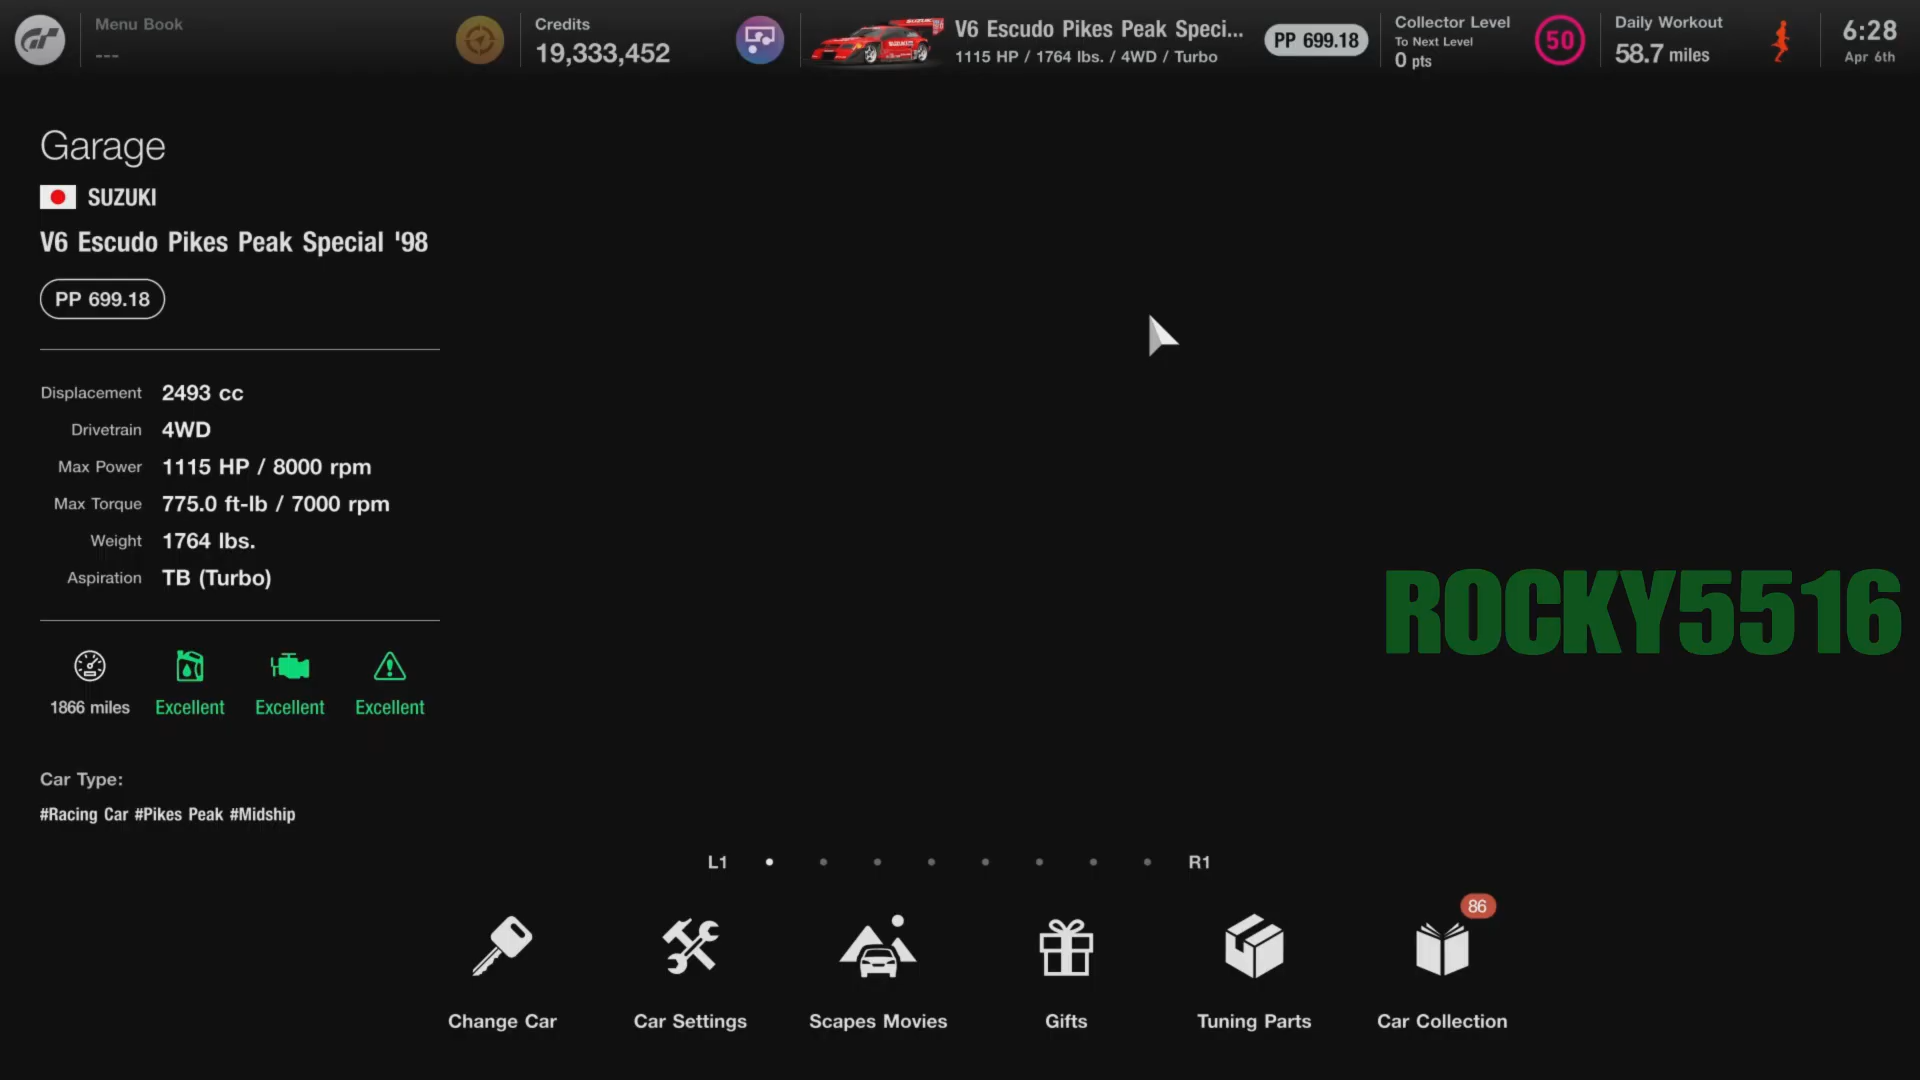 Menu Book
---
Credits
19,333,452
V6 Escudo Pikes Peak Speci...
1115 HP / 1764 lbs. / 4WD / Turbo
PP 699.18
Collector Level
To Next Level
0 pts
50
Daily Workout
58.7 miles
6:28
Apr 6th
Garage
SUZUKI
V6 Escudo Pikes Peak Special '98
PP 699.18
Displacement 2493 cc
Drivetrain 4WD
Max Power 1115 HP / 8000 rpm
Max Torque 775.0 ft-lb / 7000 rpm
Weight 1764 lbs.
Aspiration TB (Turbo)
1866 miles Excellent Excellent Excellent
Car Type:
#Racing Car #Pikes Peak #Midship
ROCKY5516
L1 R1
86
Change Car Car Settings Scapes Movies Gifts Tuning Parts Car Collection